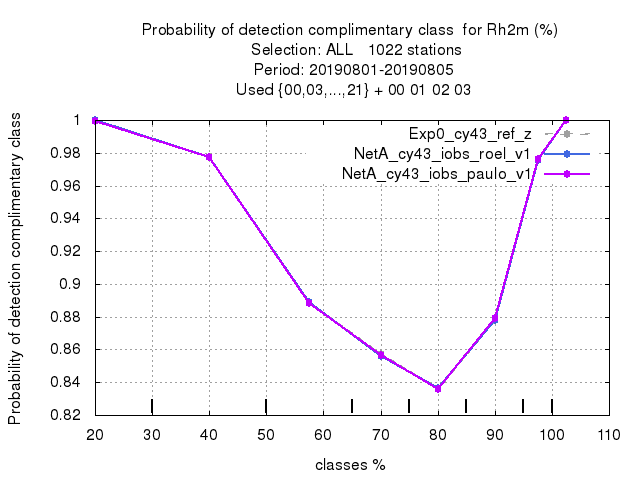 Probability of detection complimentary class  for Rh2m (%)
Selection: ALL   1022 stations
Period: 20190801-20190805
Used {00,03,...,21} + 00 01 02 03
Probability of detection complimentary class
1
0.98
0.96
0.94
0.92
0.9
0.88
0.86
0.84
0.82
Exp0_cy43_ref_z
NetA_cy43_iobs_roel_v1
NetA_cy43_iobs_paulo_v1
20 30 40 50 60 70 80 90 100 110
classes %